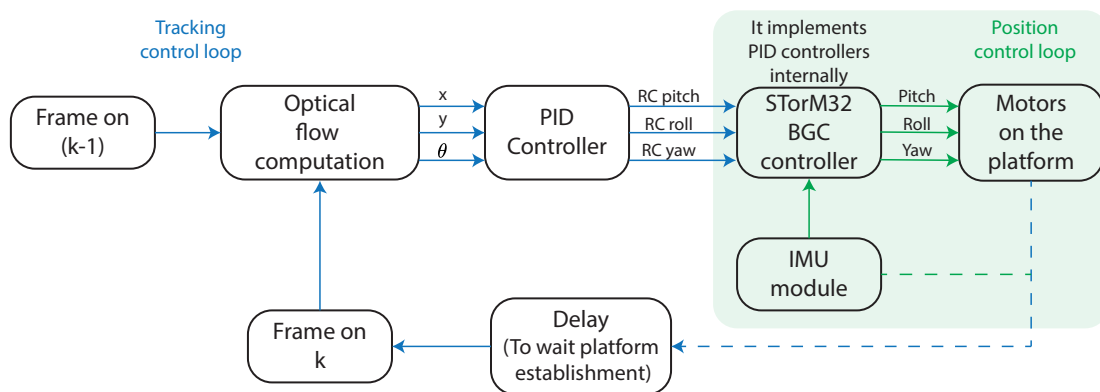 Tracking
control loop
It implements
PID controllers
internally
Position
control loop
Frame on
(k-1)
Optical
flow
computation
x
y
θ
PID
Controller
RC pitch
RC roll
RC yaw
STorM32
BGC
controller
Pitch
Roll
Yaw
Motors
on the
platform
IMU
module
Frame on
k
Delay
(To wait platform
establishment)